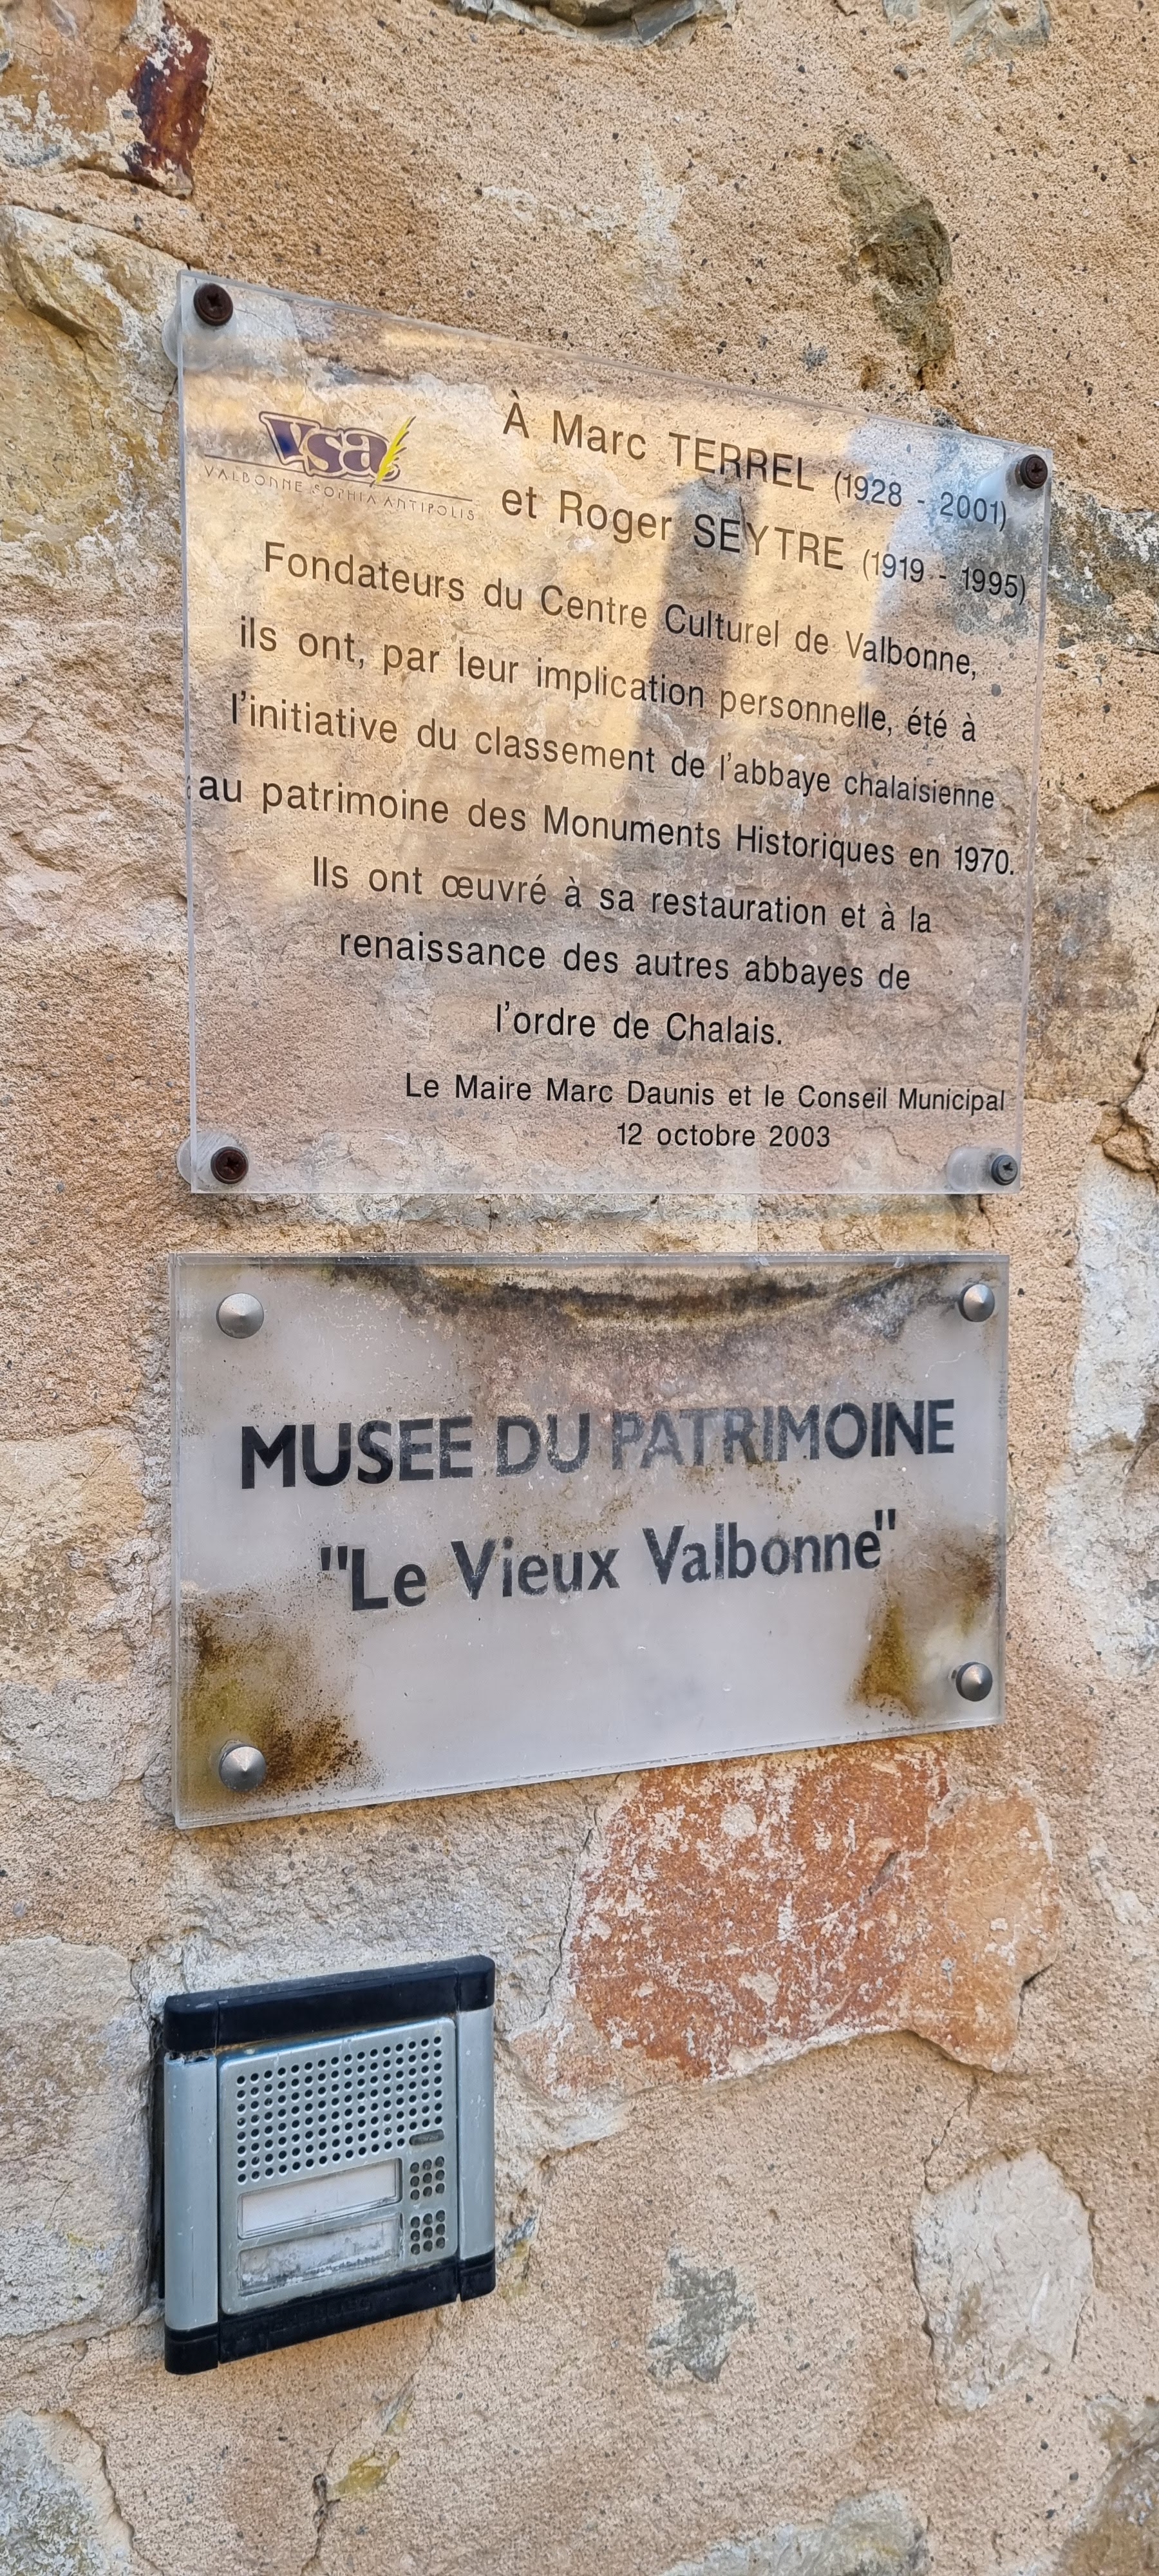 vsa
VALBONNE SOPHIA ANTIPOLIS
À Marc TERREL (1928 - 2001)
et Roger SEYTRE (1919 - 1995)
Fondateurs du Centre Culturel de Valbonne,
ils ont, par leur implication personnelle, été à
l'initiative du classement de l'abbaye chalaisienne
au patrimoine des Monuments Historiques en 1970.
Ils ont œuvré à sa restauration et à la
renaissance des autres abbayes de
l'ordre de Chalais.
Le Maire Marc Daunis et le Conseil Municipal
12 octobre 2003
MUSEE DU PATRIMOINE
"Le Vieux Valbonne"